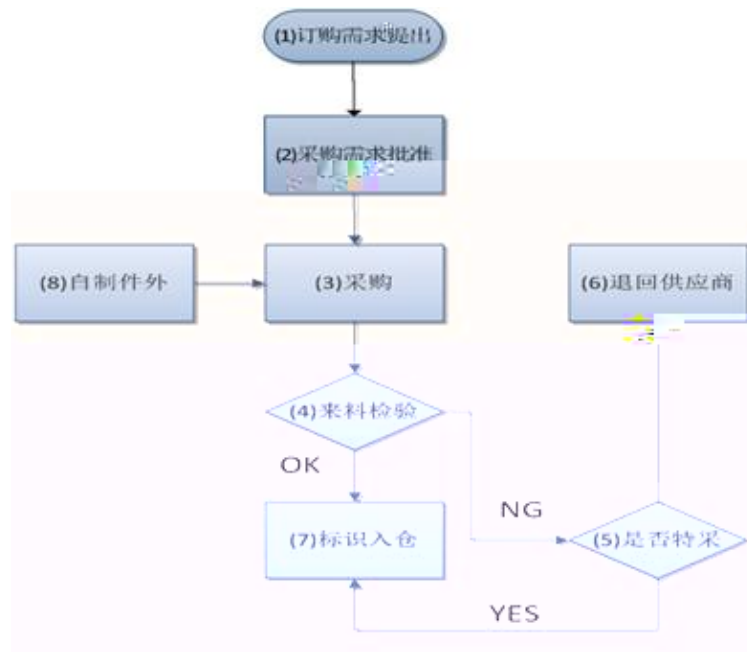 (1)订购需求提出
(2)采购需求批准
(8)自制件外
(3)采购
(6)退回供应商
(4)来料检验
OK
NG
(7)标识入仓
(5)是否特采
YES